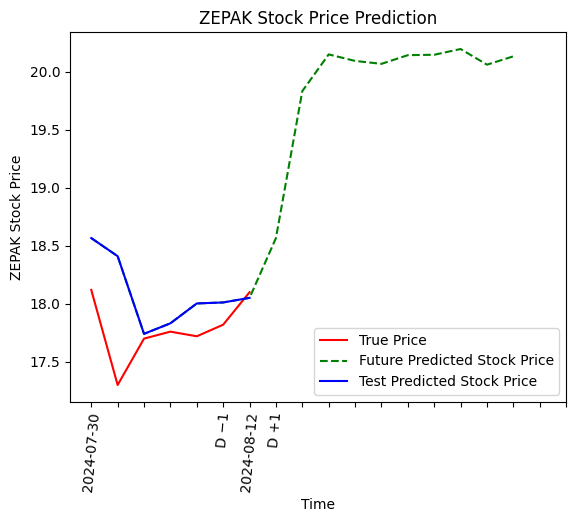 ZEPAK Stock Price Prediction
ZEPAK Stock Price
20.0
19.5
19.0
18.5
18.0
17.5
True Price
Future Predicted Stock Price
Test Predicted Stock Price
2024-07-30
D −1
2024-08-12
D +1
Time